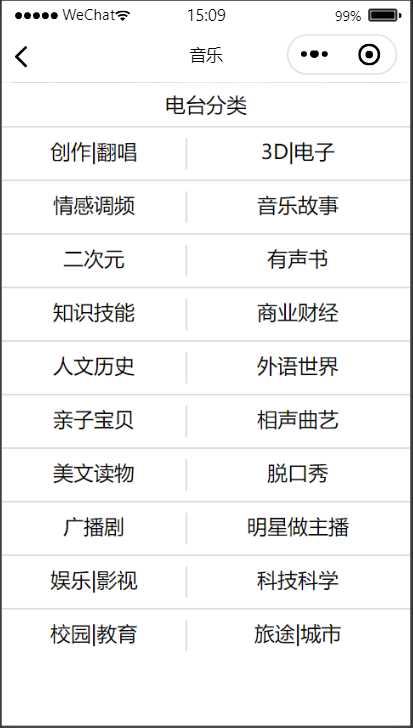 WeChat 15:09 99%
音乐
电台分类
创作|翻唱 3D|电子
情感调频 音乐故事
二次元 有声书
知识技能 商业财经
人文历史 外语世界
亲子宝贝 相声曲艺
美文读物 脱口秀
广播剧 明星做主播
娱乐|影视 科技科学
校园|教育 旅途|城市